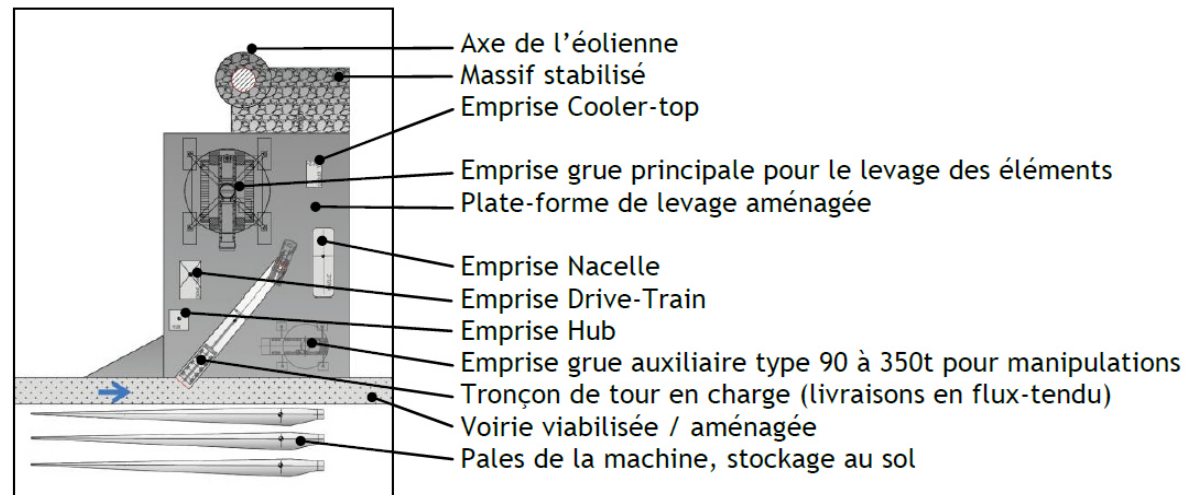 Axe de l’éolienne
Massif stabilisé
Emprise Cooler-top
Emprise grue principale pour le levage des éléments
Plate-forme de levage aménagée
Emprise Nacelle
Emprise Drive-Train
Emprise Hub
Emprise grue auxiliaire type 90 à 350t pour manipulations
Tronçon de tour en charge (livraisons en flux-tendu)
Voirie viabilisée / aménagée
Pales de la machine, stockage au sol